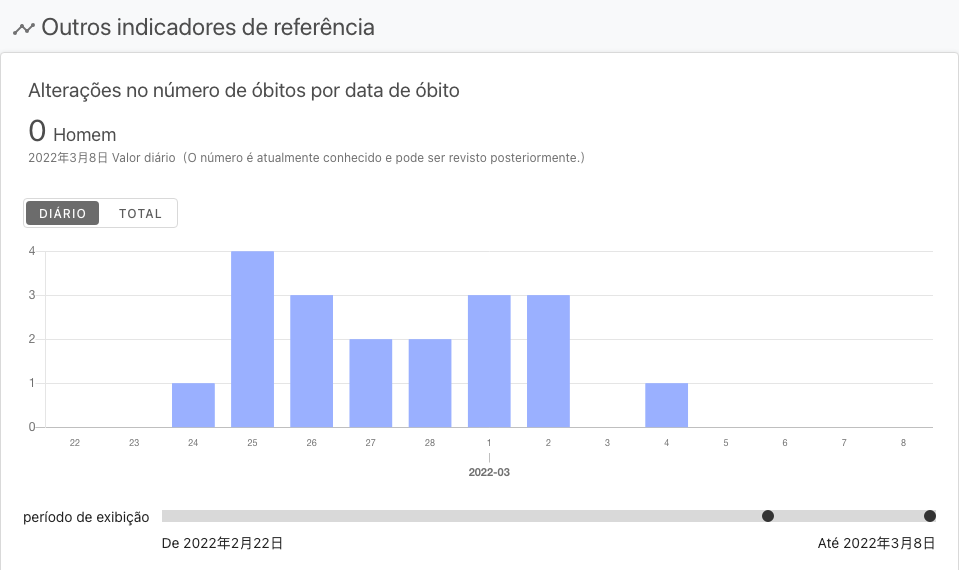 Outros indicadores de referência
Alterações no número de óbitos por data de óbito
0 Homem
2022年3月8日 Valor diário（O número é atualmente conhecido e pode ser revisto posteriormente.）
DIÁRIO TOTAL
4
3
2
1
0
22 23 24 25 26 27 28 1 2 3 4 5 6 7 8
2022-03
período de exibição
De 2022年2月22日 Até 2022年3月8日